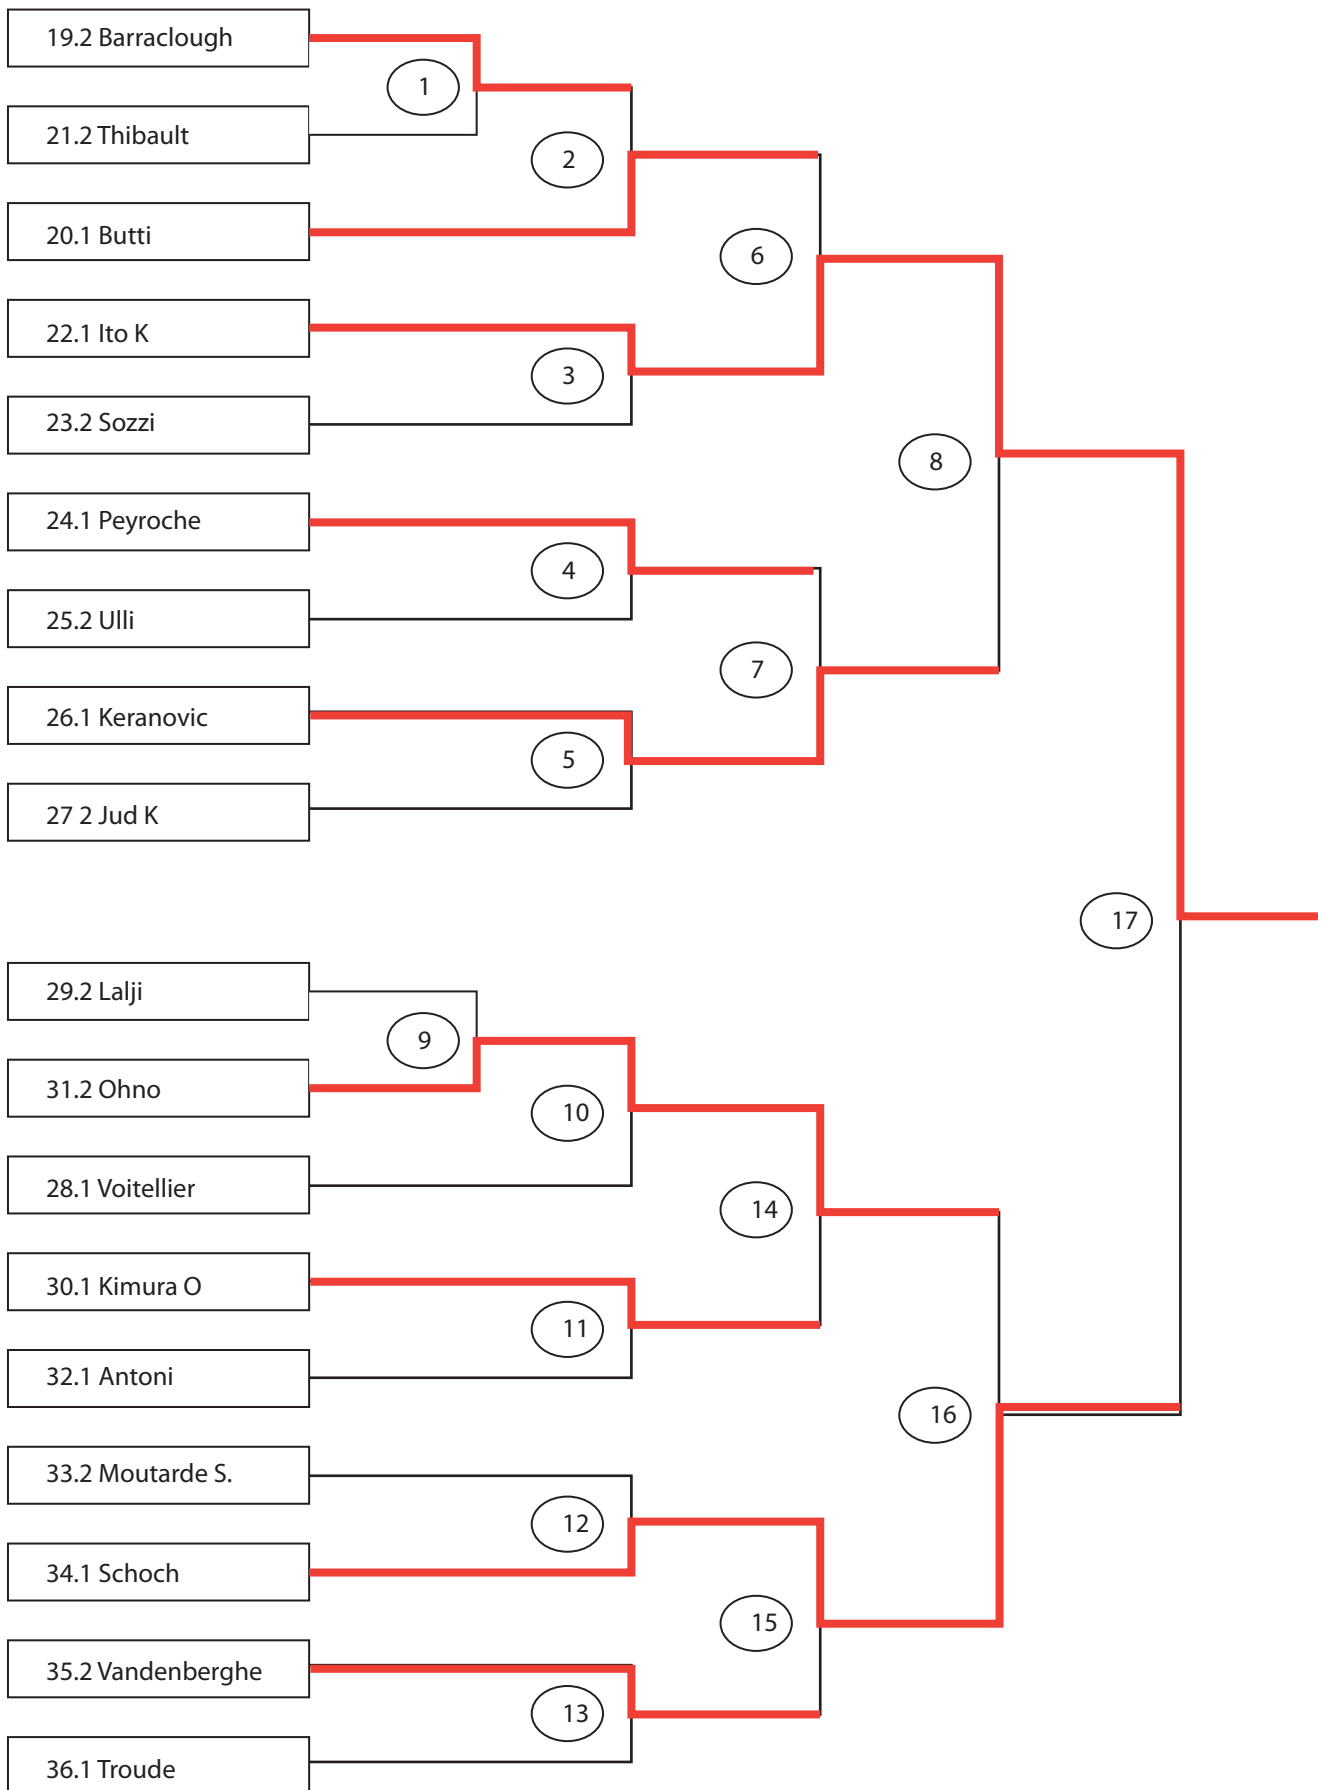 19.2 Barraclough
1
21.2 Thibault
2
20.1 Butti
6
22.1 Ito K
3
23.2 Sozzi
8
24.1 Peyroche
4
25.2 Ulli
7
26.1 Keranovic
5
27 2 Jud K
17
29.2 Lalji
9
31.2 Ohno
10
28.1 Voitellier
14
30.1 Kimura O
11
32.1 Antoni
16
33.2 Moutarde S.
12
34.1 Schoch
15
35.2 Vandenberghe
13
36.1 Troude